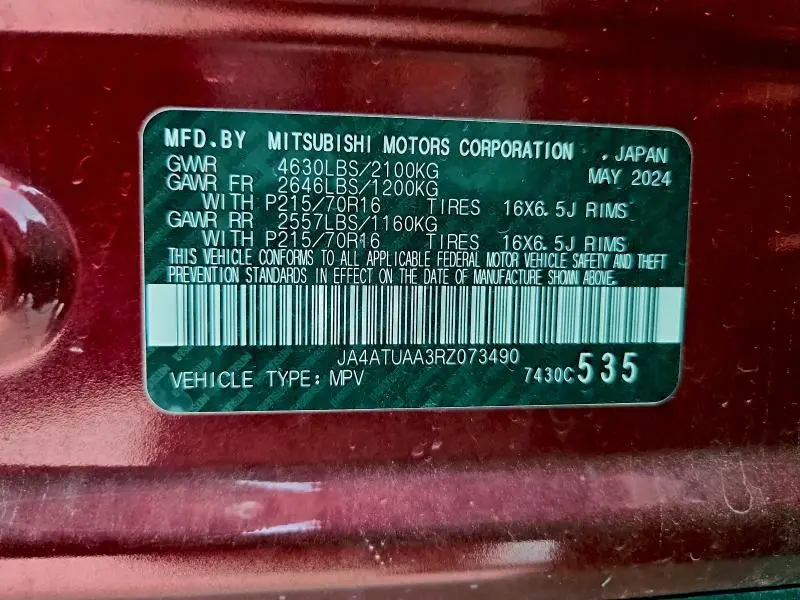 MFD.BY MITSUBISHI MOTORS CORPORATION , JAPAN
GVWR 4630LBS/2100KG MAY 2024
GAWR FR 2646LBS/1200KG
WITH P215/70R16 TIRES 16X6.5J RIMS
GAWR RR 2557LBS/1160KG
WITH P215/70R16 TIRES 16X6.5J RIMS
THIS VEHICLE CONFORMS TO ALL APPLICABLE FEDERAL MOTOR VEHICLE SAFETY AND THEFT
PREVENTION STANDARDS IN EFFECT ON THE DATE OF MANUFACTURE SHOWN ABOVE.
JA4ATUAA3RZ073490
VEHICLE TYPE: MPV 7430C 535